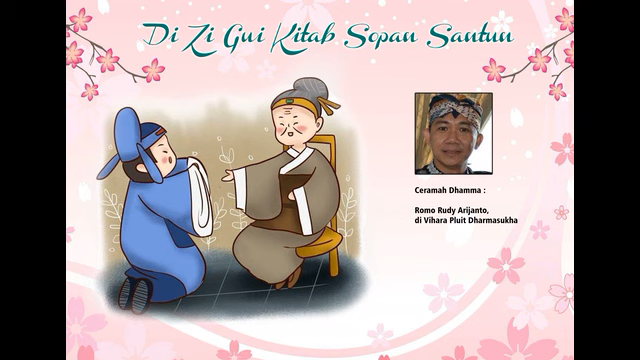 Di Zi Gui Kitab Sopan Santun
Ceramah Dhamma :
Romo Rudy Arijanto,
di Vihara Pluit Dharmasukha